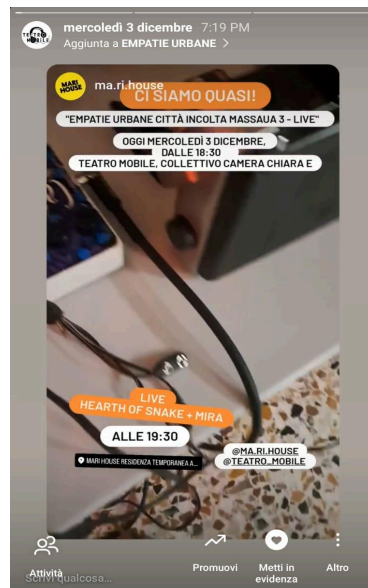 mercoledì 3 dicembre 7:19 PM
Aggiunta a EMPATIE URBANE >
TEATRO
MOBILE
MARI
HOUSE
ma.ri.house
CI SIAMO QUASI!
"EMPATIE URBANE CITTÀ INCOLTA MASSAUA 3 - LIVE"
OGGI MERCOLEDÌ 3 DICEMBRE,
DALLE 18:30
TEATRO MOBILE, COLLETTIVO CAMERA CHIARA E
LIVE
HEARTH OF SNAKE + MIRA
ALLE 19:30
MARI HOUSE RESIDENZA TEMPORANEA A...
@MA.RI.HOUSE
@TEATRO_MOBILE
Attività
Scrivi qualcosa...
Promuovi
Metti in
evidenza
Altro